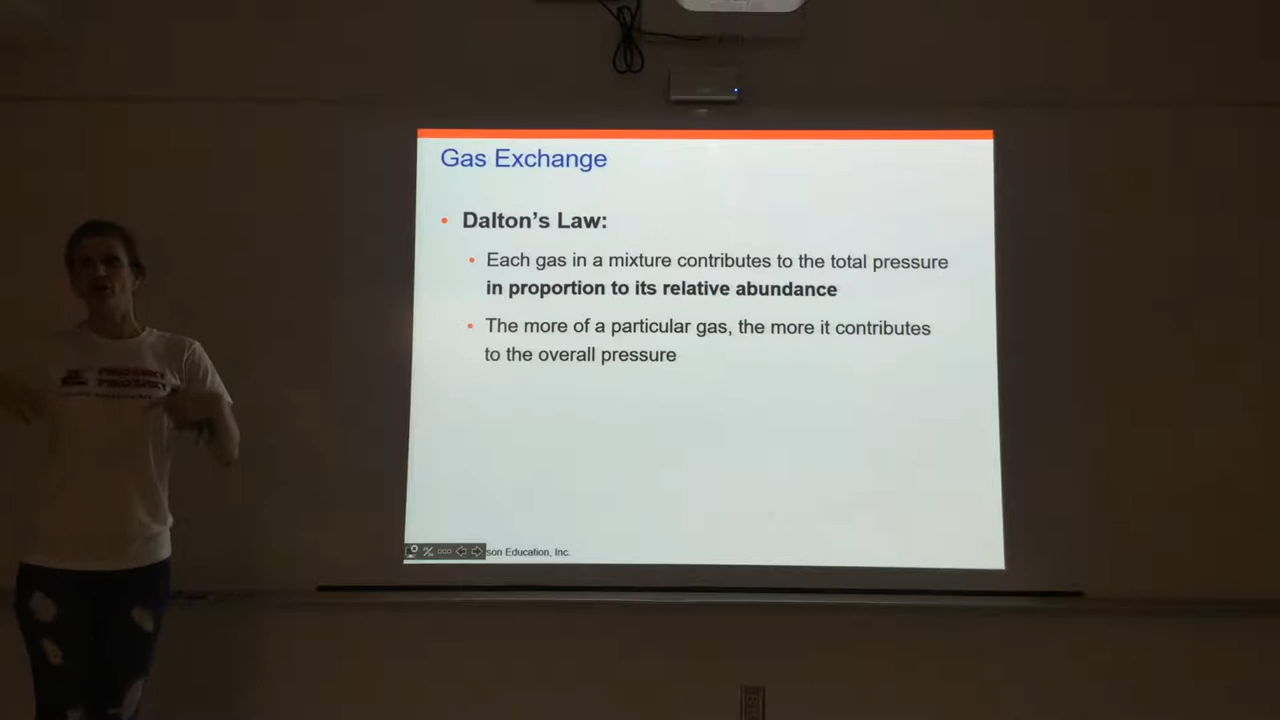 Gas Exchange
• Dalton's Law:
• Each gas in a mixture contributes to the total pressure
in proportion to its relative abundance
• The more of a particular gas, the more it contributes
to the overall pressure
son Education, Inc.